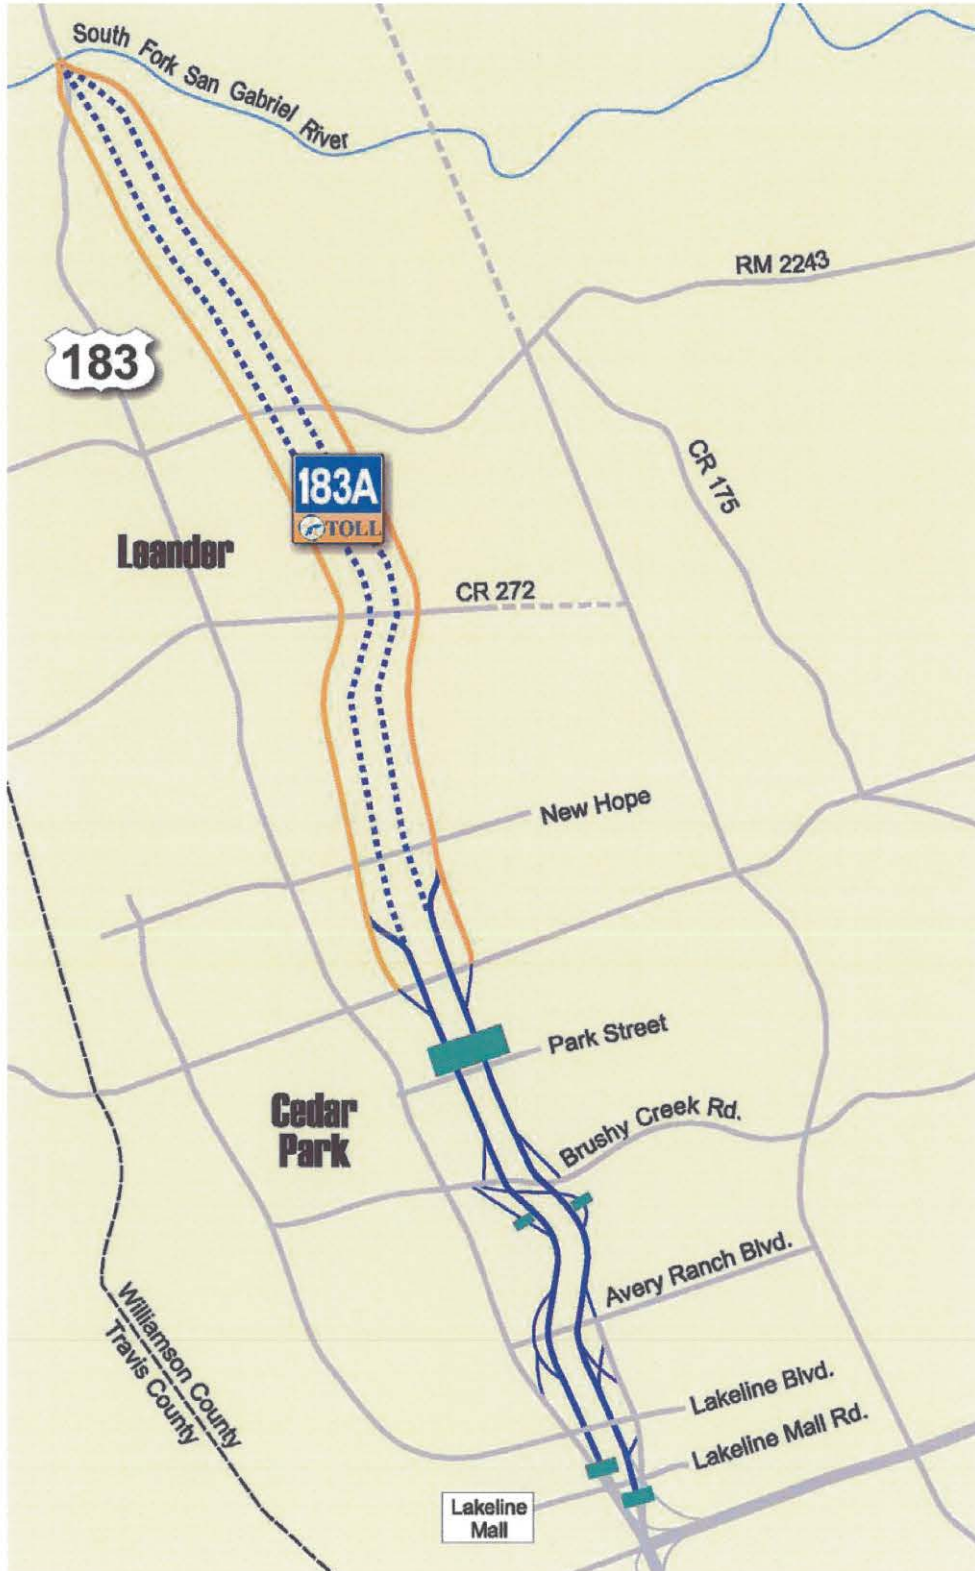 South Fork San Gabriel River
RM 2243
183
183A
TOLL
CR 175
Leander
CR 272
New Hope
Park Street
Cedar
Park
Brushy Creek Rd.
Avery Ranch Blvd.
Williamson County
Travis County
Lakeline Blvd.
Lakeline Mall Rd.
Lakeline
Mall